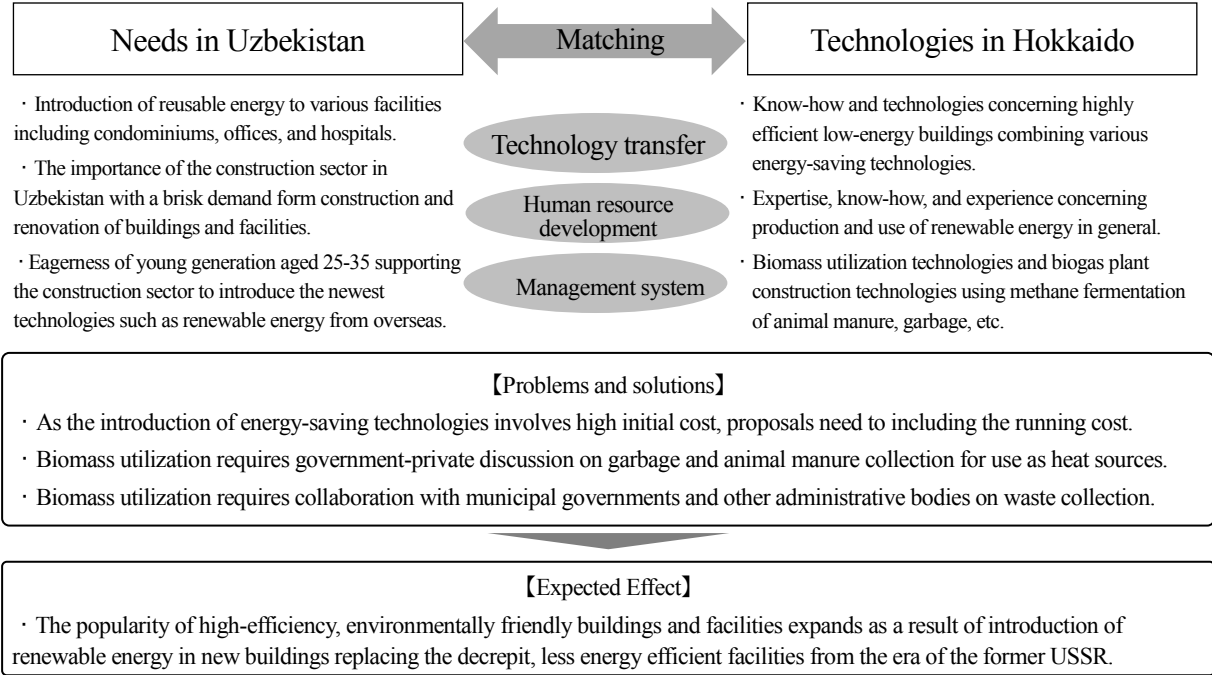 Needs in Uzbekistan
Matching
Technologies in Hokkaido
· Introduction of reusable energy to various facilities
including condominiums, offices, and hospitals.
· The importance of the construction sector in
Uzbekistan with a brisk demand form construction and
renovation of buildings and facilities.
· Eagerness of young generation aged 25-35 supporting
the construction sector to introduce the newest
technologies such as renewable energy from overseas.
Technology transfer
Human resource
development
Management system
· Know-how and technologies concerning highly
efficient low-energy buildings combining various
energy-saving technologies.
· Expertise, know-how, and experience concerning
production and use of renewable energy in general.
· Biomass utilization technologies and biogas plant
construction technologies using methane fermentation
of animal manure, garbage, etc.
【Problems and solutions】
· As the introduction of energy-saving technologies involves high initial cost, proposals need to including the running cost.
· Biomass utilization requires government-private discussion on garbage and animal manure collection for use as heat sources.
· Biomass utilization requires collaboration with municipal governments and other administrative bodies on waste collection.
【Expected Effect】
· The popularity of high-efficiency, environmentally friendly buildings and facilities expands as a result of introduction of
renewable energy in new buildings replacing the decrepit, less energy efficient facilities from the era of the former USSR.